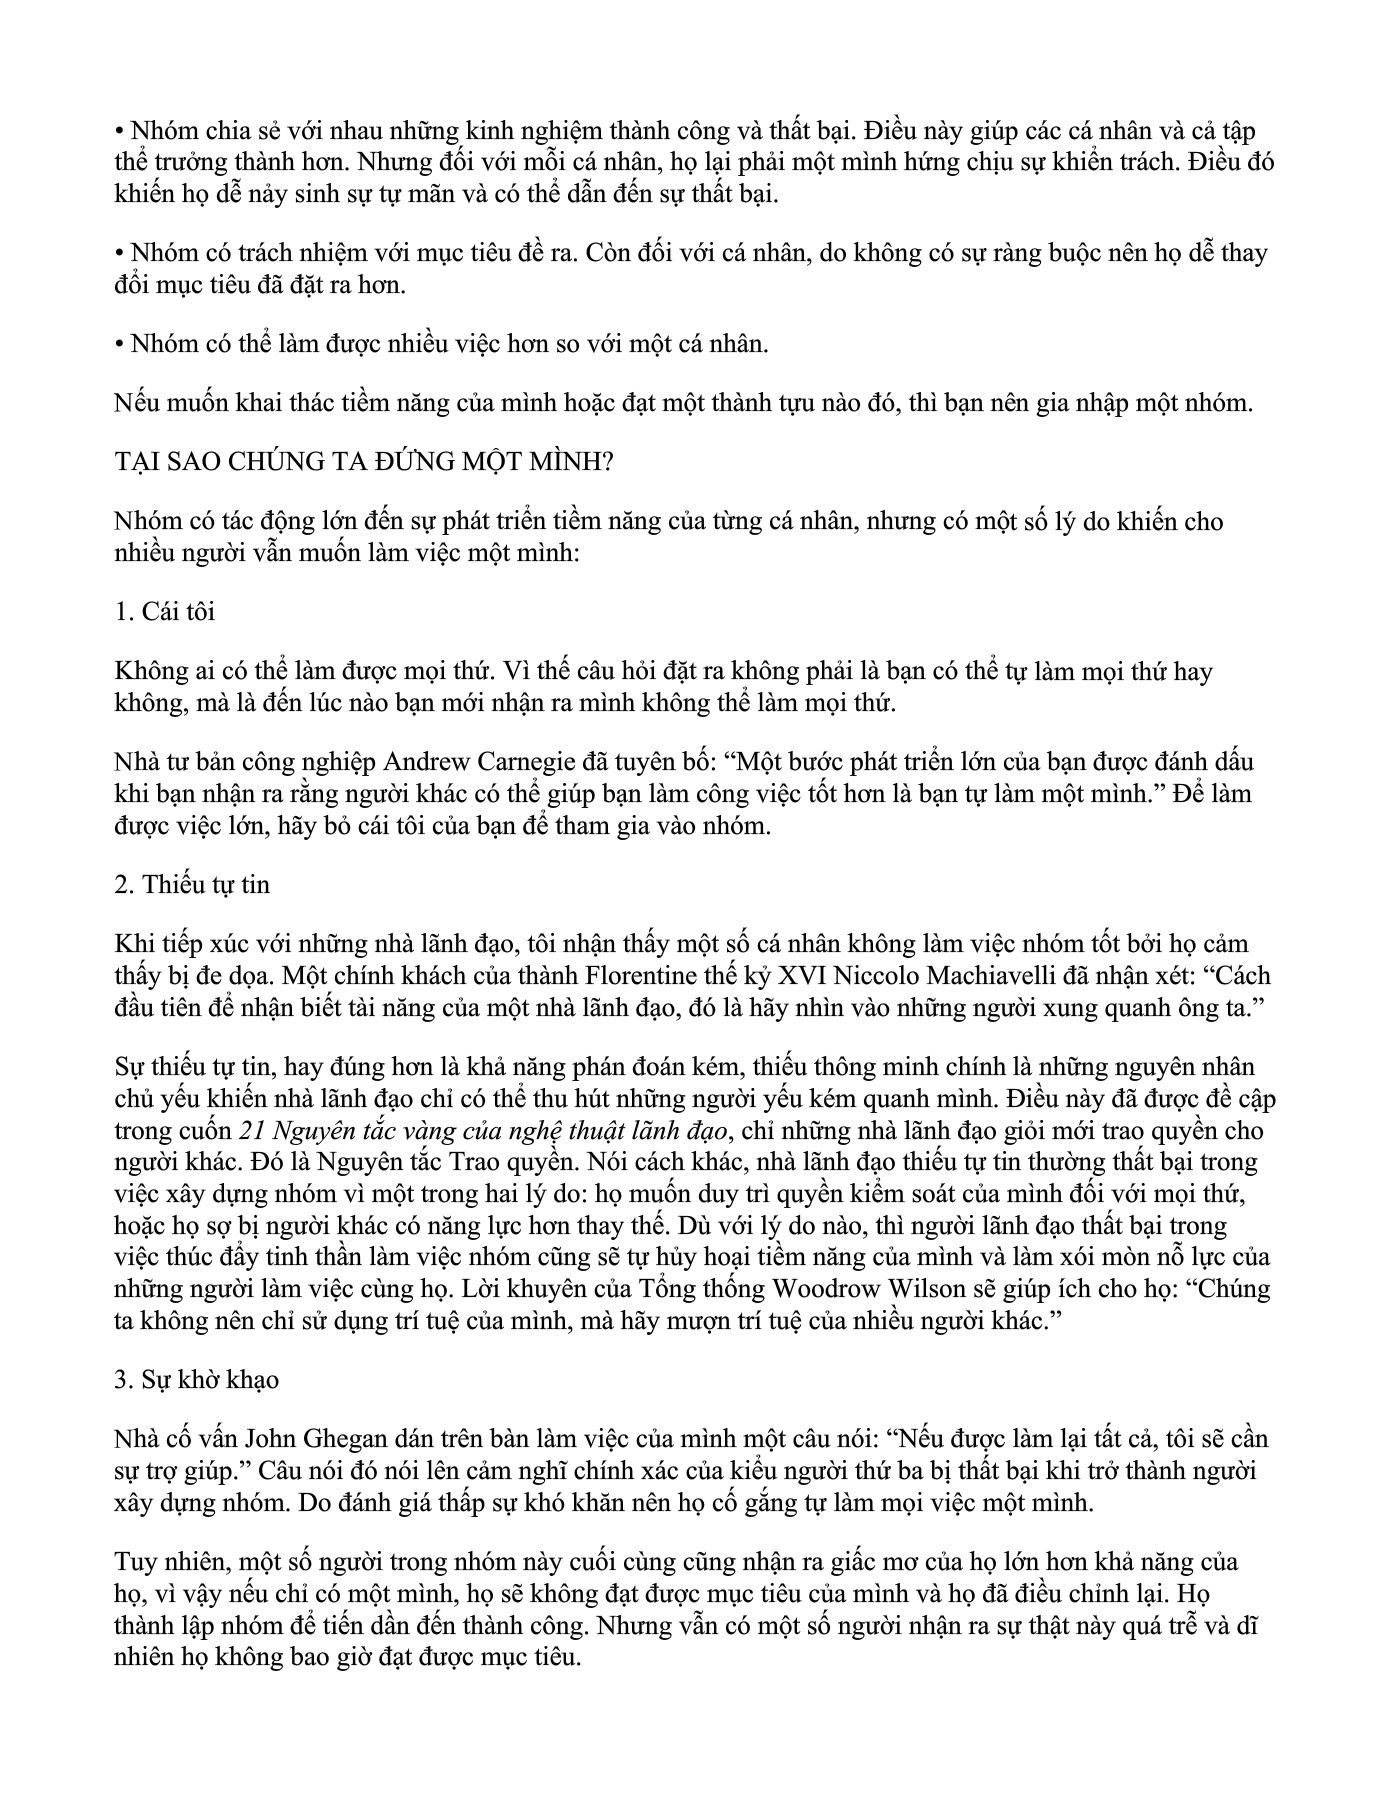 • Nhóm chia sẻ với nhau những kinh nghiệm thành công và thất bại. Điều này giúp các cá nhân và cả tập
thể trưởng thành hơn. Nhưng đối với mỗi cá nhân, họ lại phải một mình hứng chịu sự khiển trách. Điều đó
khiến họ dễ nảy sinh sự tự mãn và có thể dẫn đến sự thất bại.
• Nhóm có trách nhiệm với mục tiêu đề ra. Còn đối với cá nhân, do không có sự ràng buộc nên họ dễ thay
đổi mục tiêu đã đặt ra hơn.
• Nhóm có thể làm được nhiều việc hơn so với một cá nhân.
Nếu muốn khai thác tiềm năng của mình hoặc đạt một thành tựu nào đó, thì bạn nên gia nhập một nhóm.
TẠI SAO CHÚNG TA ĐỨNG MỘT MÌNH?
Nhóm có tác động lớn đến sự phát triển tiềm năng của từng cá nhân, nhưng có một số lý do khiến cho
nhiều người vẫn muốn làm việc một mình:
1. Cái tôi
Không ai có thể làm được mọi thứ. Vì thế câu hỏi đặt ra không phải là bạn có thể tự làm mọi thứ hay
không, mà là đến lúc nào bạn mới nhận ra mình không thể làm mọi thứ.
Nhà tư bản công nghiệp Andrew Carnegie đã tuyên bố: “Một bước phát triển lớn của bạn được đánh dấu
khi bạn nhận ra rằng người khác có thể giúp bạn làm công việc tốt hơn là bạn tự làm một mình.” Để làm
được việc lớn, hãy bỏ cái tôi của bạn để tham gia vào nhóm.
2. Thiếu tự tin
Khi tiếp xúc với những nhà lãnh đạo, tôi nhận thấy một số cá nhân không làm việc nhóm tốt bởi họ cảm
thấy bị đe dọa. Một chính khách của thành Florentine thế kỷ XVI Niccolo Machiavelli đã nhận xét: “Cách
đầu tiên để nhận biết tài năng của một nhà lãnh đạo, đó là hãy nhìn vào những người xung quanh ông ta.”
Sự thiếu tự tin, hay đúng hơn là khả năng phán đoán kém, thiếu thông minh chính là những nguyên nhân
chủ yếu khiến nhà lãnh đạo chỉ có thể thu hút những người yếu kém quanh mình. Điều này đã được đề cập
trong cuốn 21 Nguyên tắc vàng của nghệ thuật lãnh đạo, chỉ những nhà lãnh đạo giỏi mới trao quyền cho
người khác. Đó là Nguyên tắc Trao quyền. Nói cách khác, nhà lãnh đạo thiếu tự tin thường thất bại trong
việc xây dựng nhóm vì một trong hai lý do: họ muốn duy trì quyền kiểm soát của mình đối với mọi thứ,
hoặc họ sợ bị người khác có năng lực hơn thay thế. Dù với lý do nào, thì người lãnh đạo thất bại trong
việc thúc đẩy tinh thần làm việc nhóm cũng sẽ tự hủy hoại tiềm năng của mình và làm xói mòn nỗ lực của
những người làm việc cùng họ. Lời khuyên của Tổng thống Woodrow Wilson sẽ giúp ích cho họ: “Chúng
ta không nên chỉ sử dụng trí tuệ của mình, mà hãy mượn trí tuệ của nhiều người khác.”
3. Sự khờ khạo
Nhà cố vấn John Ghegan dán trên bàn làm việc của mình một câu nói: “Nếu được làm lại tất cả, tôi sẽ cần
sự trợ giúp.” Câu nói đó nói lên cảm nghĩ chính xác của kiểu người thứ ba bị thất bại khi trở thành người
xây dựng nhóm. Do đánh giá thấp sự khó khăn nên họ cố gắng tự làm mọi việc một mình.
Tuy nhiên, một số người trong nhóm này cuối cùng cũng nhận ra giấc mơ của họ lớn hơn khả năng của
họ, vì vậy nếu chỉ có một mình, họ sẽ không đạt được mục tiêu của mình và họ đã điều chỉnh lại. Họ
thành lập nhóm để tiến dần đến thành công. Nhưng vẫn có một số người nhận ra sự thật này quá trễ và dĩ
nhiên họ không bao giờ đạt được mục tiêu.